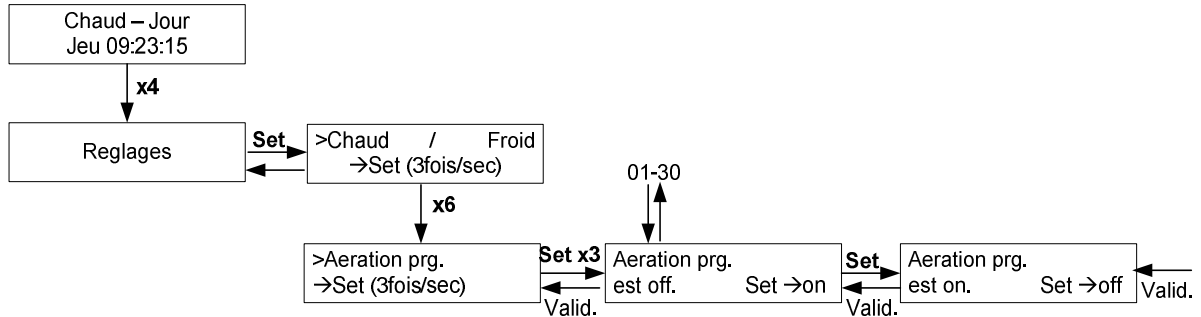 Chaud – Jour
Jeu 09:23:15
x4
Reglages
Set
>Chaud / Froid
→Set (3fois/sec)
x6
01-30
>Aeration prg.
→Set (3fois/sec)
Set x3
Valid.
Aeration prg.
est off. Set →on
Set
Valid.
Aeration prg.
est on. Set →off
Valid.